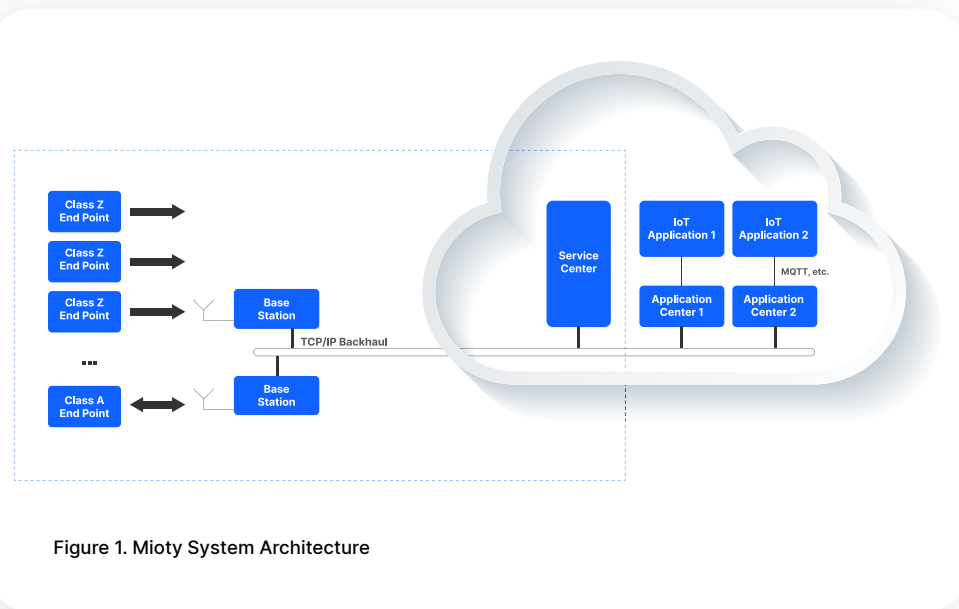 Class Z
End Point
Class Z
End Point
Class Z
End Point
...
Class A
End Point
Base
Station
TCP/IP Backhaul
Base
Station
Service
Center
IoT
Application 1
IoT
Application 2
MQTT, etc.
Application
Center 1
Application
Center 2
Figure 1. Mioty System Architecture